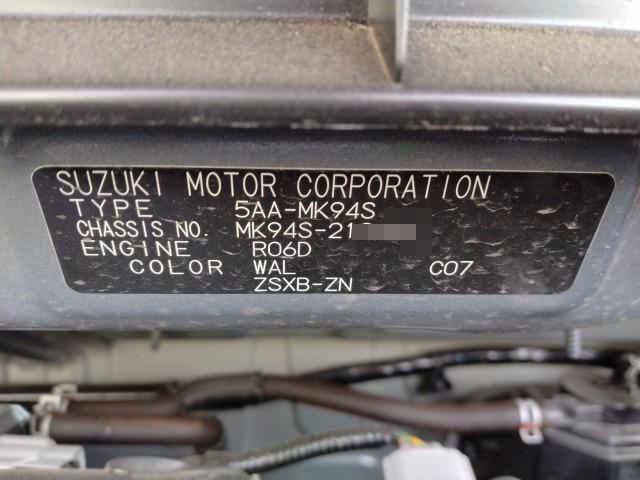 SUZUKI MOTOR CORPORATION
TYPE 5AA-MK94S
CHASSIS NO. MK94S-21
ENGINE R06D
COLOR WAL C07
ZSXB-ZN